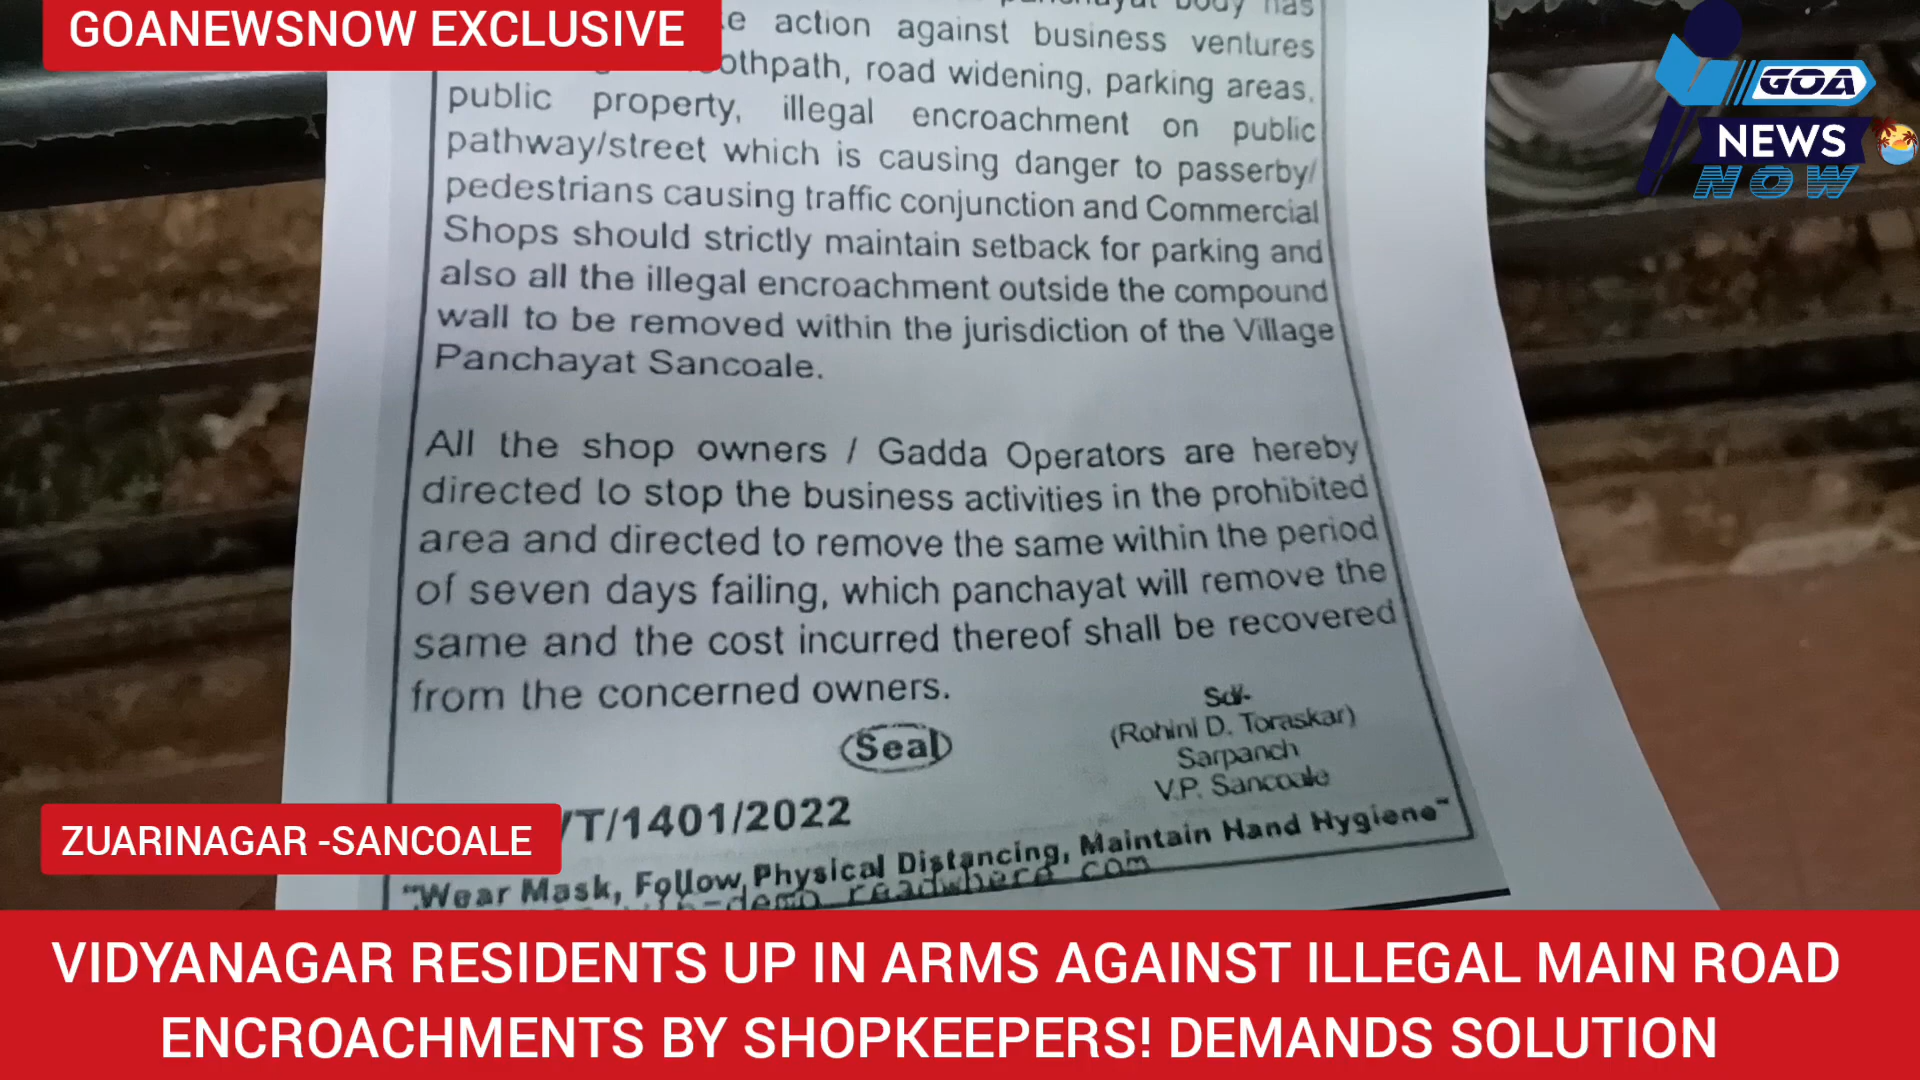 GOANEWSNOW EXCLUSIVE
GOA
NEWS
NOW
body has
action against business ventures
road widening, parking areas,
public property, illegal encroachment on public
pathway/street which is causing danger to passerby/
pedestrians causing traffic conjunction and Commercial
Shops should strictly maintain setback for parking and
also all the illegal encroachment outside the compound
wall to be removed within the jurisdiction of the Village
Panchayat Sancoale.
All the shop owners / Gadda Operators are hereby
directed to stop the business activities in the prohibited
area and directed to remove the same within the period
of seven days failing, which panchayat will remove the
same and the cost incurred thereof shall be recovered
from the concerned owners.
Sd/-
(Rohini D. Toraskar)
Seal
Sarpanch
V.P. Sancoale
/T/1401/2022
"Wear Mask, Follow Physical Distancing, Maintain Hand Hygiene"
readwhere com
ZUARINAGAR -SANCOALE
VIDYANAGAR RESIDENTS UP IN ARMS AGAINST ILLEGAL MAIN ROAD
ENCROACHMENTS BY SHOPKEEPERS! DEMANDS SOLUTION